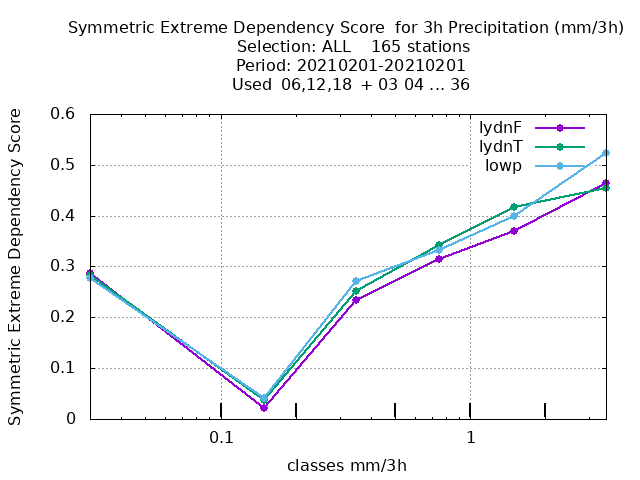 Symmetric Extreme Dependency Score  for 3h Precipitation (mm/3h)
Selection: ALL    165 stations
Period: 20210201-20210201
Used  06,12,18  + 03 04 ... 36
Symmetric Extreme Dependency Score
0.6
0.5
0.4
0.3
0.2
0.1
0
lydnF
lydnT
lowp
0.1
1
classes mm/3h